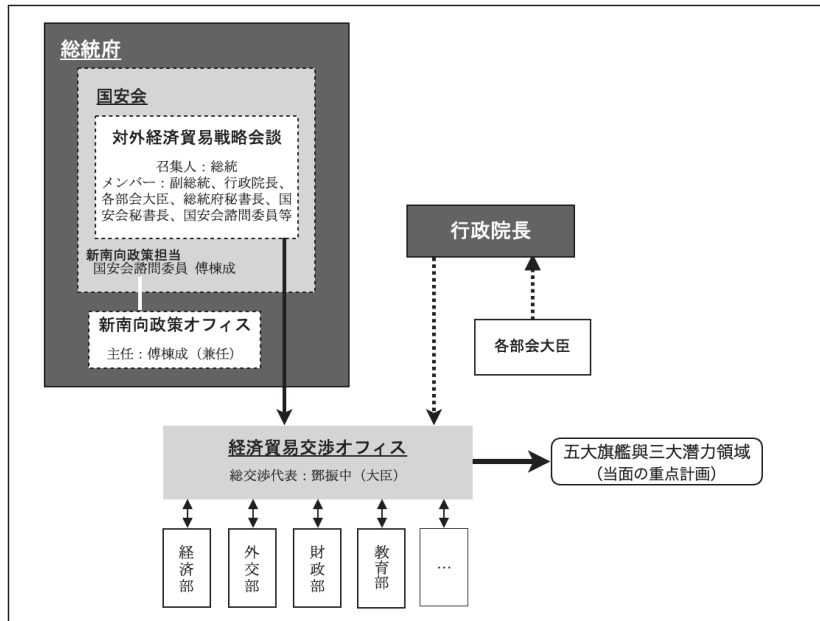 総統府
国安会
対外経済貿易戦略会談
召集人：総統
メンバー：副総統、行政院長、
各部会大臣、総統府秘書長、国
安会秘書長、国安会諮問委員等
新南向政策担当
国安会諮問委員 傅棟成
新南向政策オフィス
主任：傅棟成（兼任）
行政院長
各部会大臣
経済貿易交渉オフィス
総交渉代表：鄧振中（大臣）
五大旗艦與三大潛力領域
（当面の重点計画）
経済部
外交部
財政部
教育部
…